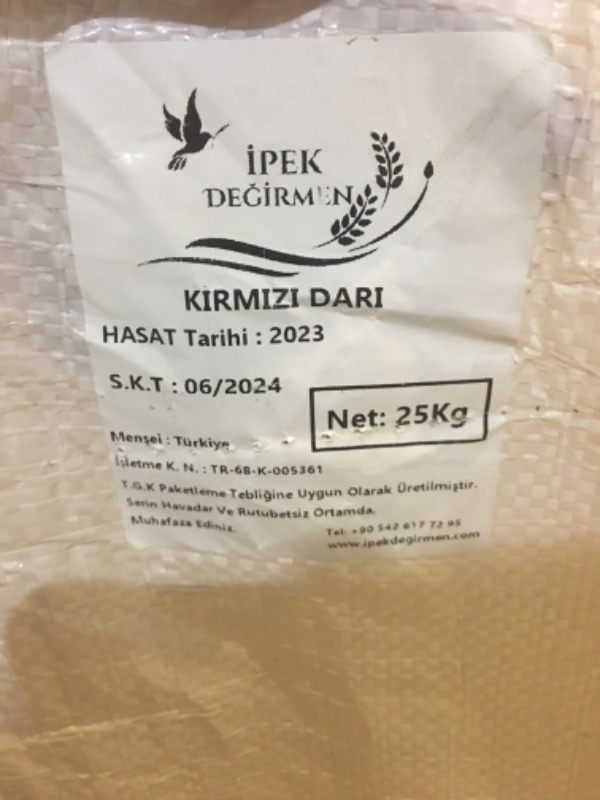 İPEK
DEĞİRMEN
KIRMIZI DARI
HASAT Tarihi : 2023
S.K.T : 06/2024
Net: 25Kg
Menşei : Türkiye
İşletme K. N. : TR-68-K-005361
T.G.K Paketleme Tebliğine Uygun Olarak Üretilmiştir.
Serin Havadar Ve Rutubetsiz Ortamda.
Muhafaza Ediniz.
Tel: +90 542 617 72 95
www.ipekdegirmen.com